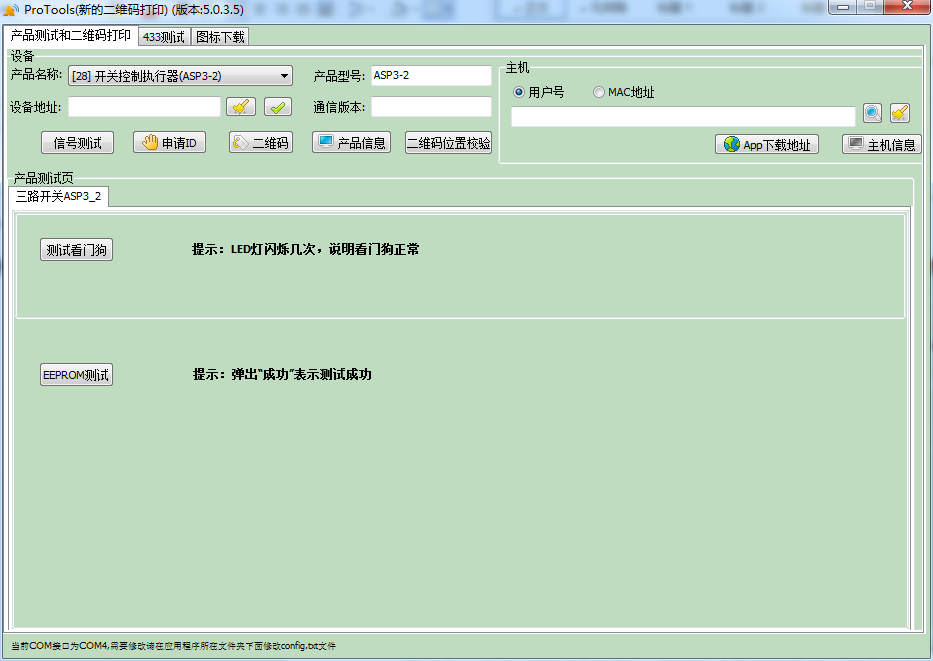 ProTools(新的二维码打印) (版本:5.0.3.5)
产品测试和二维码打印 433测试 图标下载
设备
产品名称: [28] 开关控制执行器(ASP3-2) 产品型号: ASP3-2
设备地址: 通信版本:
信号测试 申请ID 二维码 产品信息 二维码位置校验
主机
用户号 MAC地址
App下载地址 主机信息
产品测试页
三路开关ASP3_2
测试看门狗 提示：LED灯闪烁几次，说明看门狗正常
EEPROM测试 提示：弹出“成功”表示测试成功
当前COM接口为COM4,需要修改请在应用程序所在文件夹下面修改config.txt文件